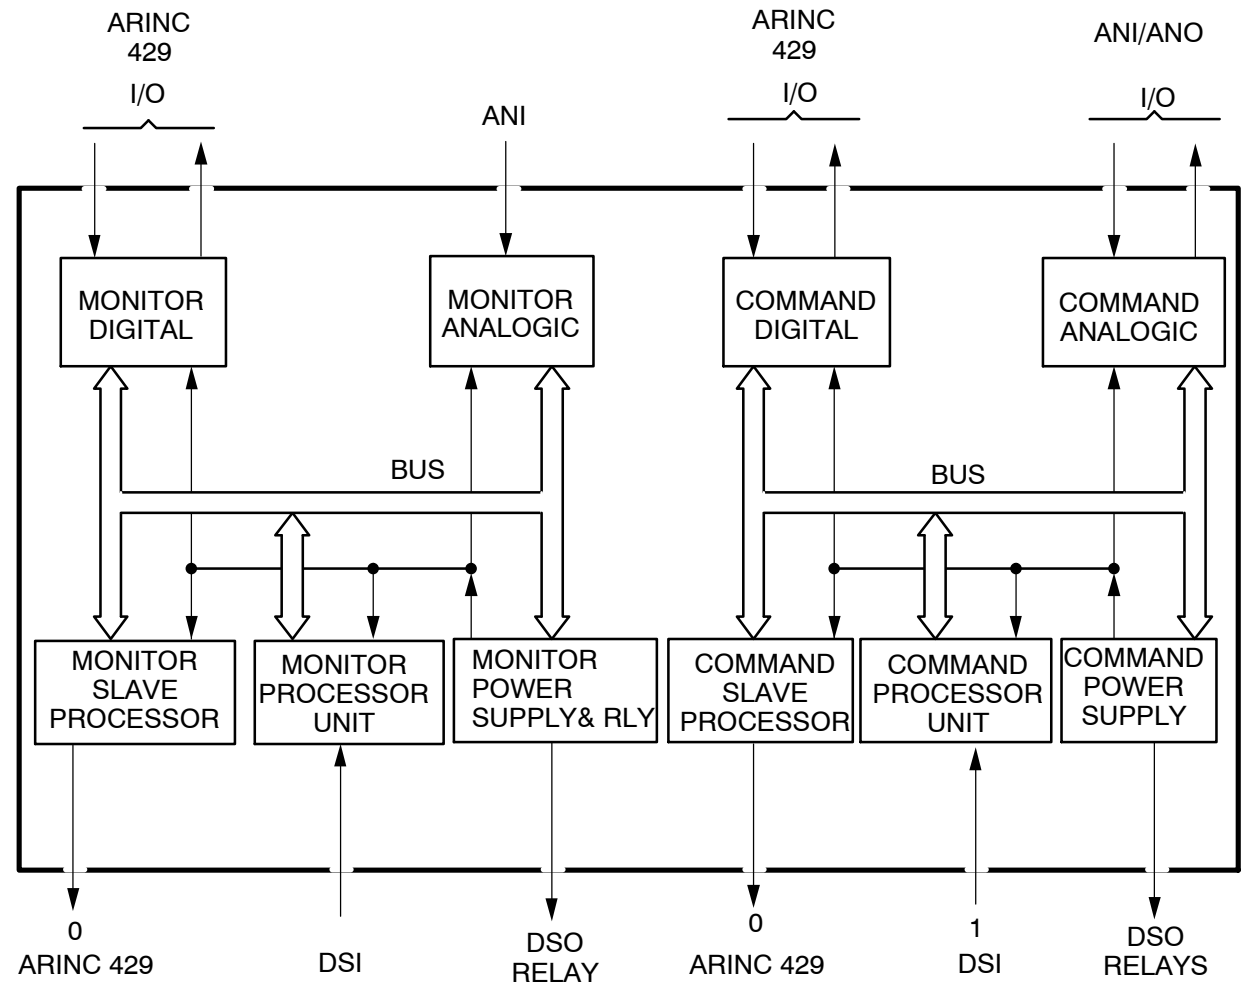 ARINC
429
I/O
ANI
ARINC
429
I/O
ANI/ANO
I/O
MONITOR
DIGITAL
MONITOR
ANALOGIC
COMMAND
DIGITAL
COMMAND
ANALOGIC
BUS
BUS
MONITOR
SLAVE
PROCESSOR
MONITOR
PROCESSOR
UNIT
MONITOR
POWER
SUPPLY& RLY
COMMAND
SLAVE
PROCESSOR
COMMAND
PROCESSOR
UNIT
COMMAND
POWER
SUPPLY
0
ARINC 429
DSI
DSO
RELAY
0
ARINC 429
1
DSI
DSO
RELAYS